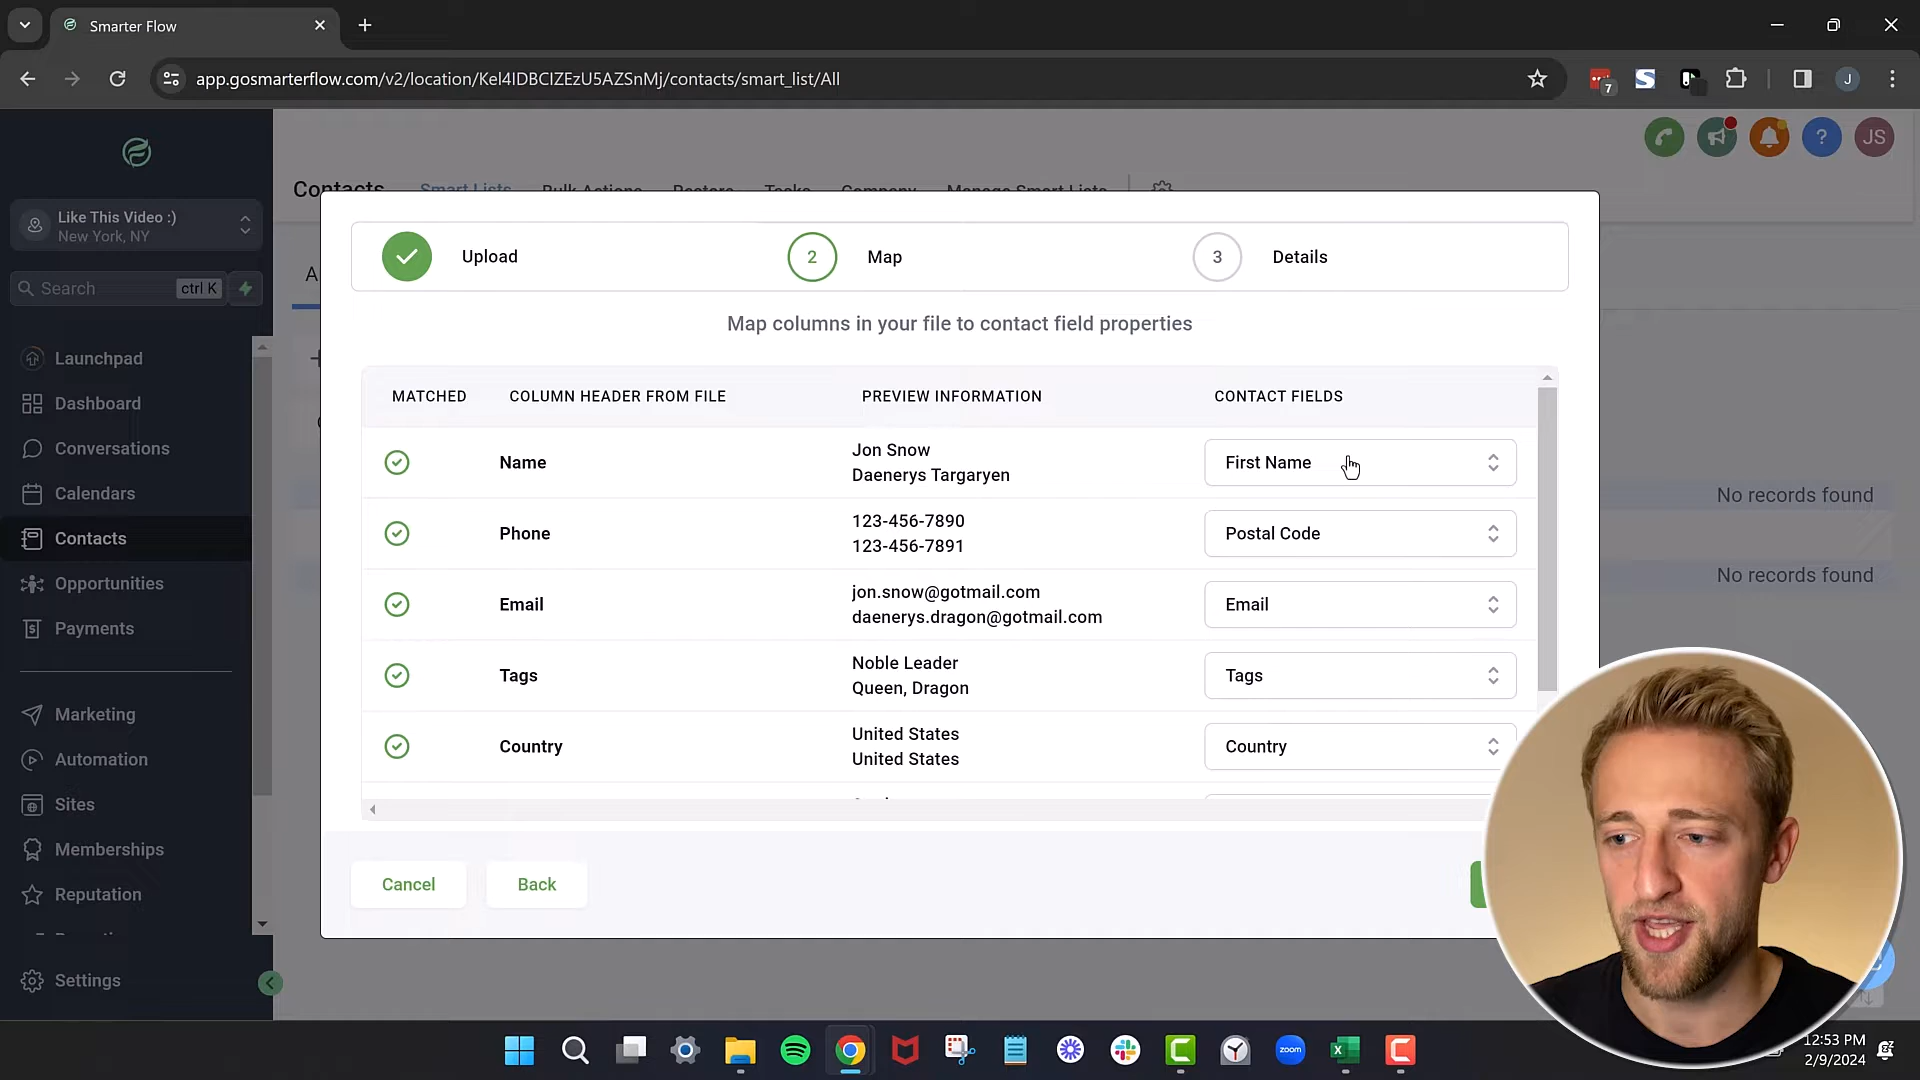 Smarter Flow
app.gosmarterflow.com/v2/location/Kel4IDBCIZEzU5AZSnMj/contacts/smart_list/All
7
J
Like This Video :)
New York, NY
Search
ctrl K
Launchpad
Dashboard
Conversations
Calendars
Contacts
Opportunities
Payments
Marketing
Automation
Sites
Memberships
Reputation
Settings
Contacts
Smart Lists
Bulk Actions
Restore
Tasks
Company
Manage Smart Lists
?
JS
Upload
2
Map
3
Details
Map columns in your file to contact field properties
MATCHED
COLUMN HEADER FROM FILE
PREVIEW INFORMATION
CONTACT FIELDS
Name
Jon Snow
Daenerys Targaryen
First Name
Phone
123-456-7890
123-456-7891
Postal Code
Email
jon.snow@gotmail.com
daenerys.dragon@gotmail.com
Email
Tags
Noble Leader
Queen, Dragon
Tags
Country
United States
United States
Country
Cancel
Back
No records found
No records found
zoom
12:53 PM
2/9/2024